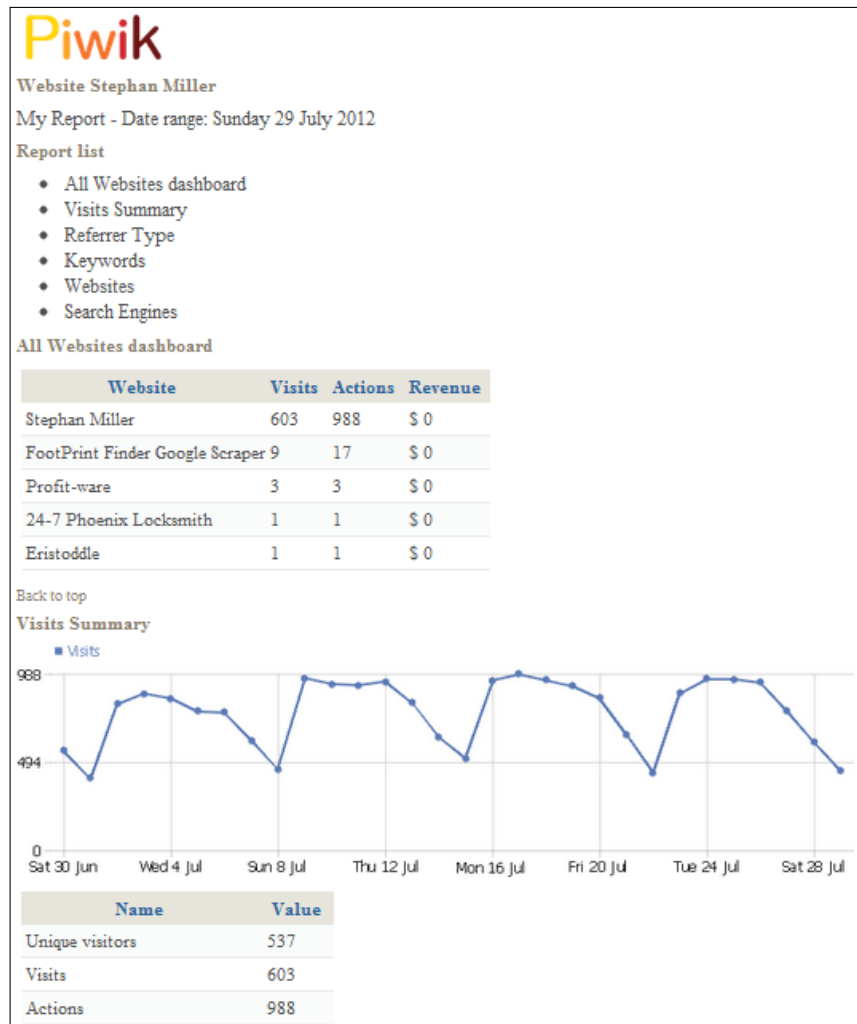 Piwik
Website Stephan Miller
My Report - Date range: Sunday 29 July 2012
Report list
• All Websites dashboard
• Visits Summary
• Referrer Type
• Keywords
• Websites
• Search Engines
All Websites dashboard
Website Visits Actions Revenue
Stephan Miller 603 988 $ 0
FootPrint Finder Google Scraper 9 17 $ 0
Profit-ware 3 3 $ 0
24-7 Phoenix Locksmith 1 1 $ 0
Eristoddle 1 1 $ 0
Back to top
Visits Summary
Visits
988
494
0
Sat 30 Jun Wed 4 Jul Sun 8 Jul Thu 12 Jul Mon 16 Jul Fri 20 Jul Tue 24 Jul Sat 28 Jul
Name Value
Unique visitors 537
Visits 603
Actions 988